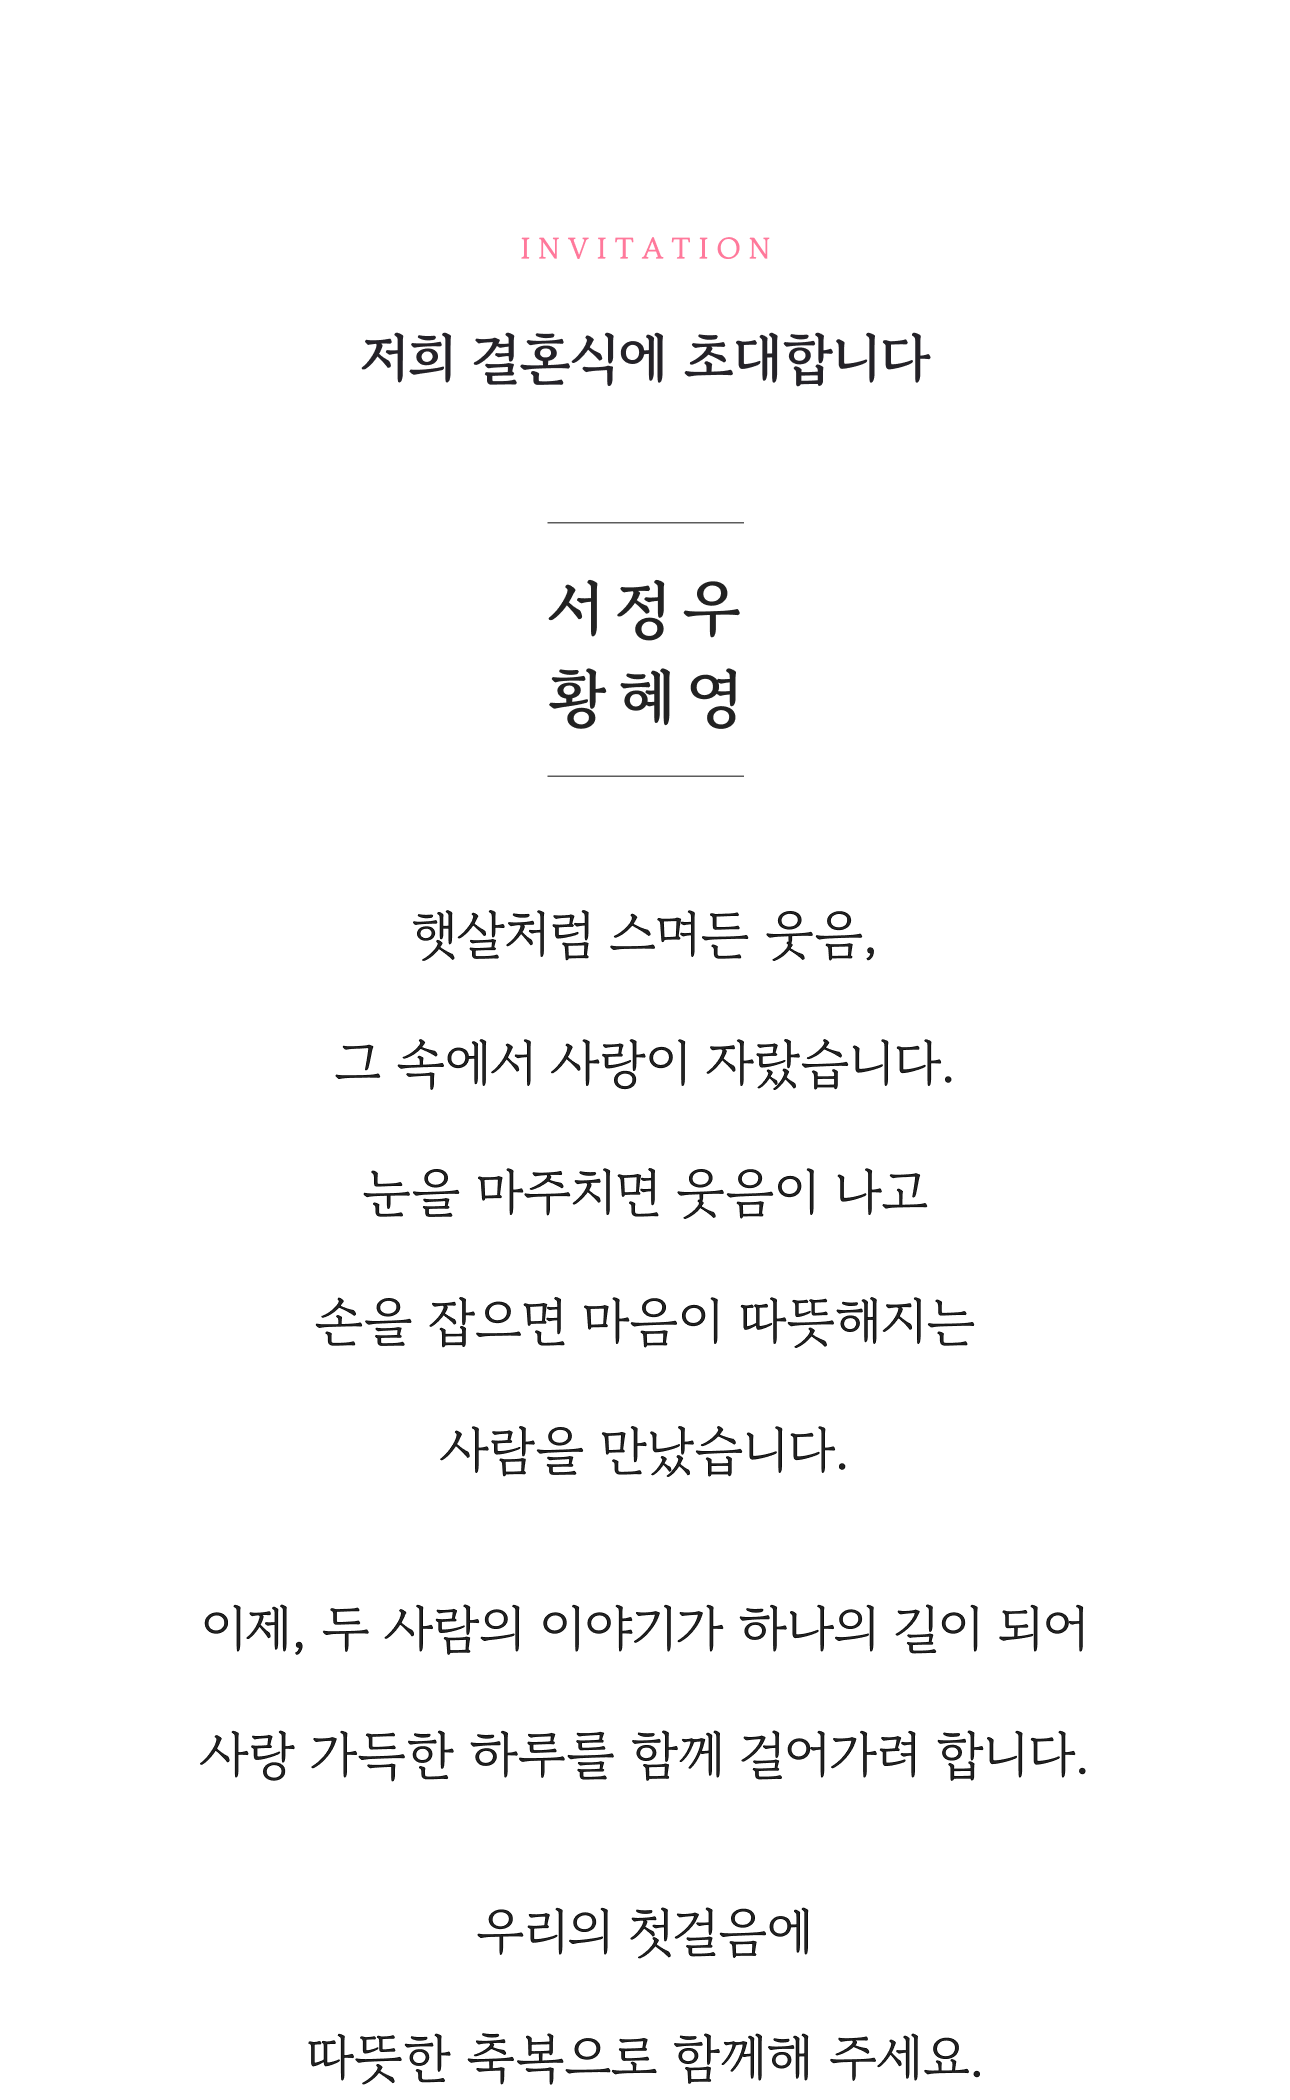 INVITATION
저희 결혼식에 초대합니다
서정우
황혜영
햇살처럼 스며든 웃음,
그 속에서 사랑이 자랐습니다.
눈을 마주치면 웃음이 나고
손을 잡으면 마음이 따뜻해지는
사람을 만났습니다.
이제, 두 사람의 이야기가 하나의 길이 되어
사랑 가득한 하루를 함께 걸어가려 합니다.
우리의 첫걸음에
따뜻한 축복으로 함께해 주세요.